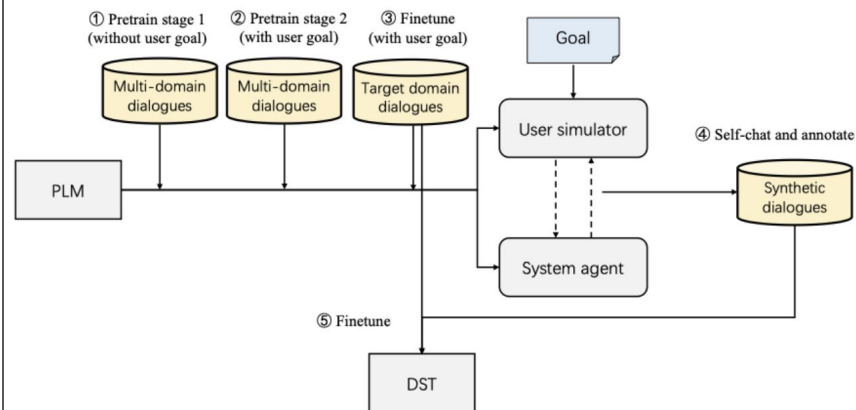 ① Pretrain stage 1
(without user goal)
② Pretrain stage 2
(with user goal)
③ Finetune
(with user goal)
Goal
Multi-domain
dialogues
Multi-domain
dialogues
Target domain
dialogues
User simulator
④ Self-chat and annotate
PLM
Synthetic
dialogues
System agent
⑤ Finetune
DST